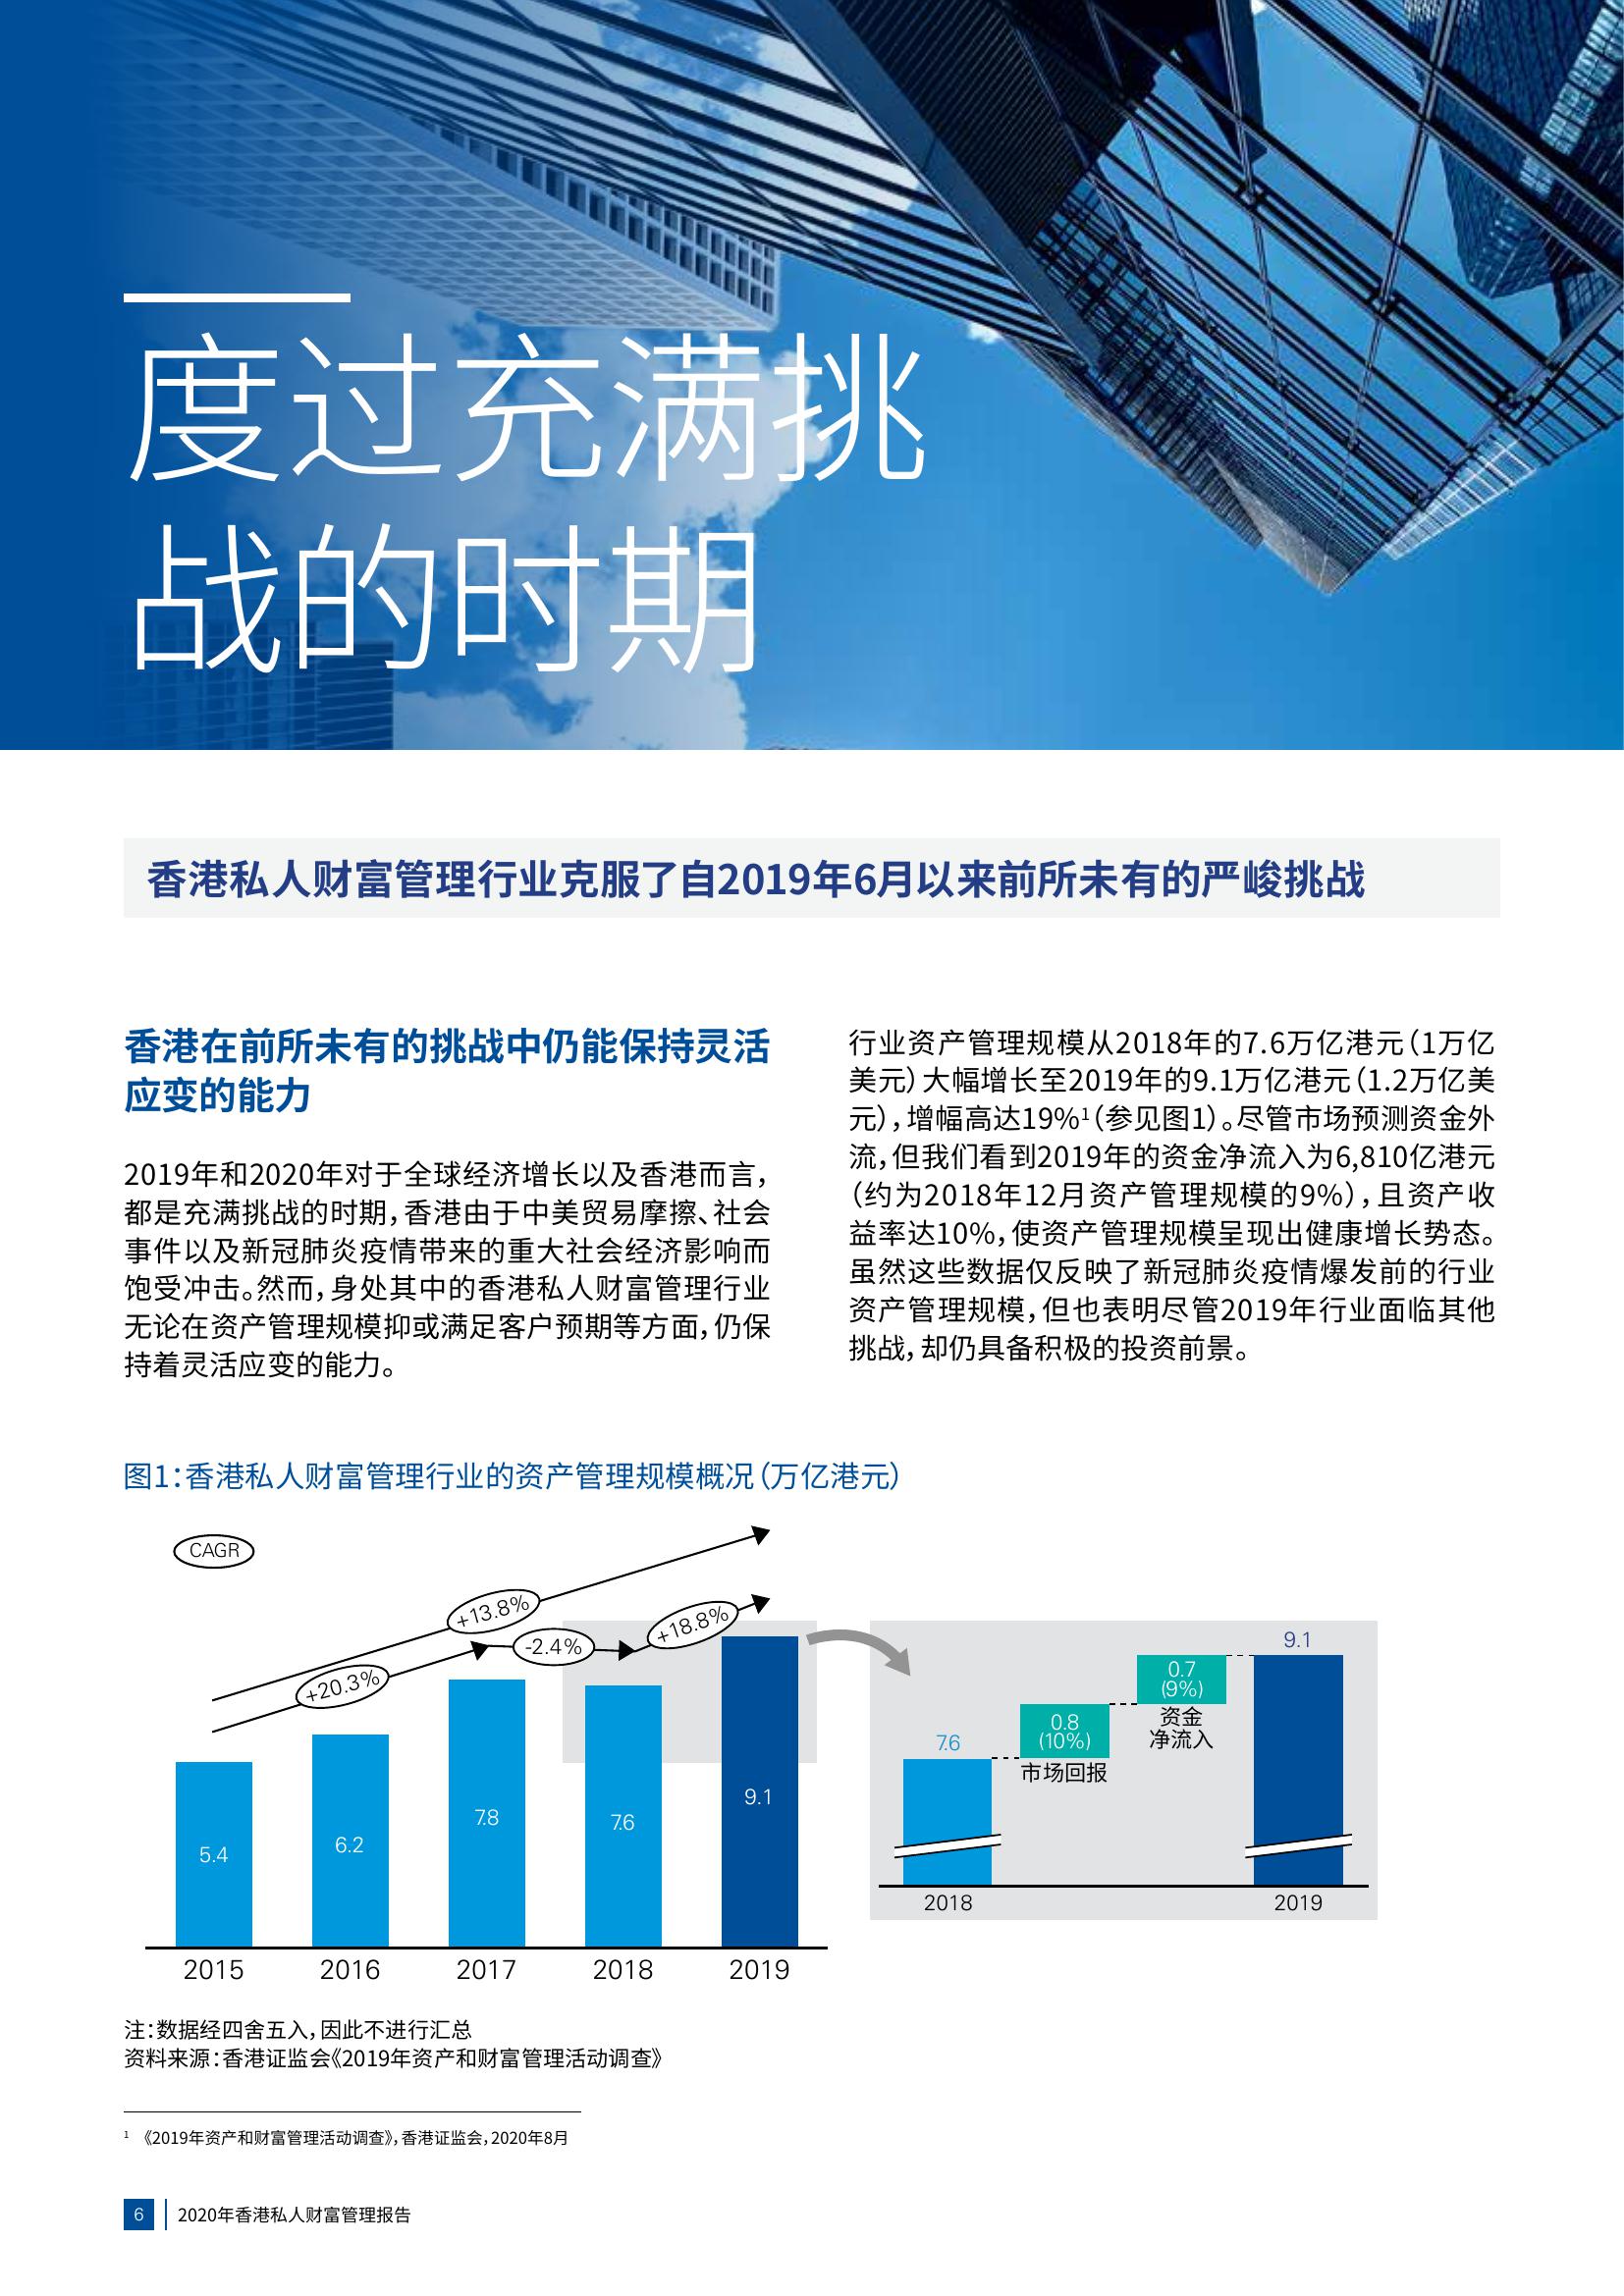 度过充满挑
战的时期
香港私人财富管理行业克服了自2019年6月以来前所未有的严峻挑战
香港在前所未有的挑战中仍能保持灵活
应变的能力
2019年和2020年对于全球经济增长以及香港而言，
都是充满挑战的时期，香港由于中美贸易摩擦、社会
事件以及新冠肺炎疫情带来的重大社会经济影响而
饱受冲击。然而，身处其中的香港私人财富管理行业
无论在资产管理规模抑或满足客户预期等方面，仍保
持着灵活应变的能力。
行业资产管理规模从2018年的7.6万亿港元（1万亿
美元）大幅增长至2019年的9.1万亿港元（1.2万亿美
元），增幅高达19%1（参见图1）。尽管市场预测资金外
流，但我们看到2019年的资金净流入为6,810亿港元
（约为2018年12月资产管理规模的9%），且资产收
益率达10%，使资产管理规模呈现出健康增长势态。
虽然这些数据仅反映了新冠肺炎疫情爆发前的行业
资产管理规模，但也表明尽管2019年行业面临其他
挑战，却仍具备积极的投资前景。
图1：香港私人财富管理行业的资产管理规模概况（万亿港元）
CAGR
+13.8%
+20.3%
-2.4%
+18.8%
5.4
6.2
7.8
7.6
9.1
2015
2016
2017
2018
2019
7.6
0.8
(10%)
市场回报
0.7
(9%)
资金
净流入
9.1
2018
2019
注：数据经四舍五入，因此不进行汇总
资料来源：香港证监会《2019年资产和财富管理活动调查》
1 《2019年资产和财富管理活动调查》，香港证监会，2020年8月
6 2020年香港私人财富管理报告